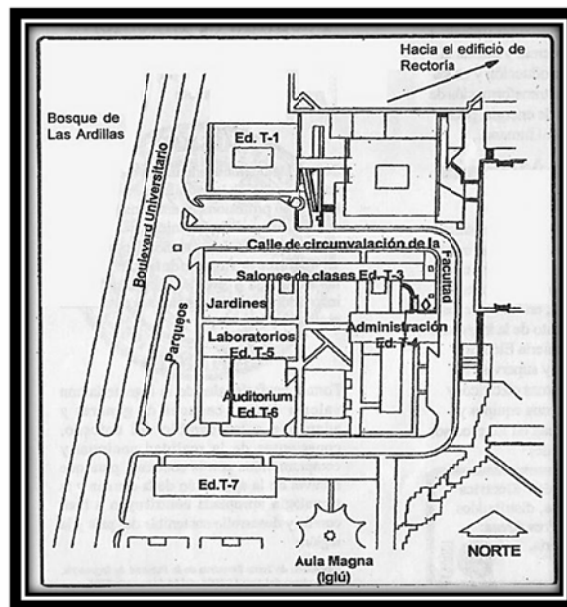 Hacia el edificio de
Rectoría
Bosque de
Las Ardillas
Ed. T-1
Boulevard Universitario
Calle de circunvalación de la
Facultad
Salones de clases Ed. T-3
Jardines
Parqueos
Laboratorios
Ed. T-5
Administración
Ed. T-4
Auditorium
Ed. T-6
Ed.T-7
NORTE
Aula Magna
(Iglú)